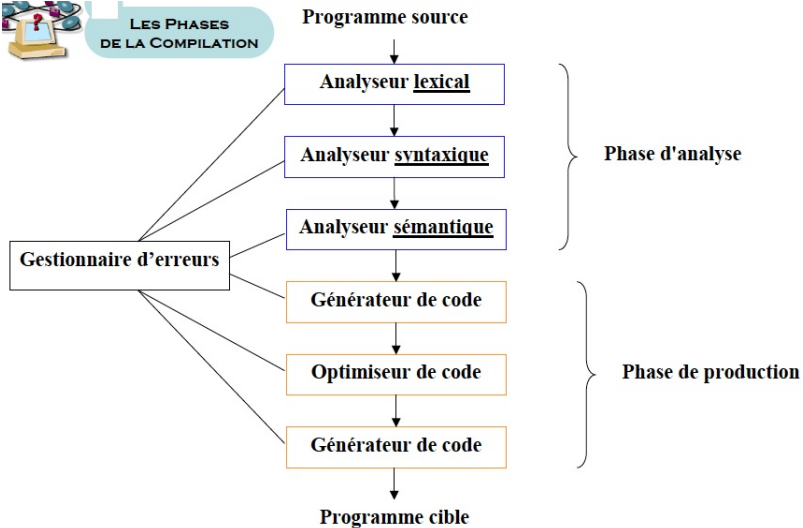 LES PHASES
DE LA COMPILATION
?
Programme source
Analyseur lexical
Analyseur syntaxique
Phase d'analyse
Analyseur sémantique
Gestionnaire d’erreurs
Générateur de code
Optimiseur de code
Phase de production
Générateur de code
Programme cible